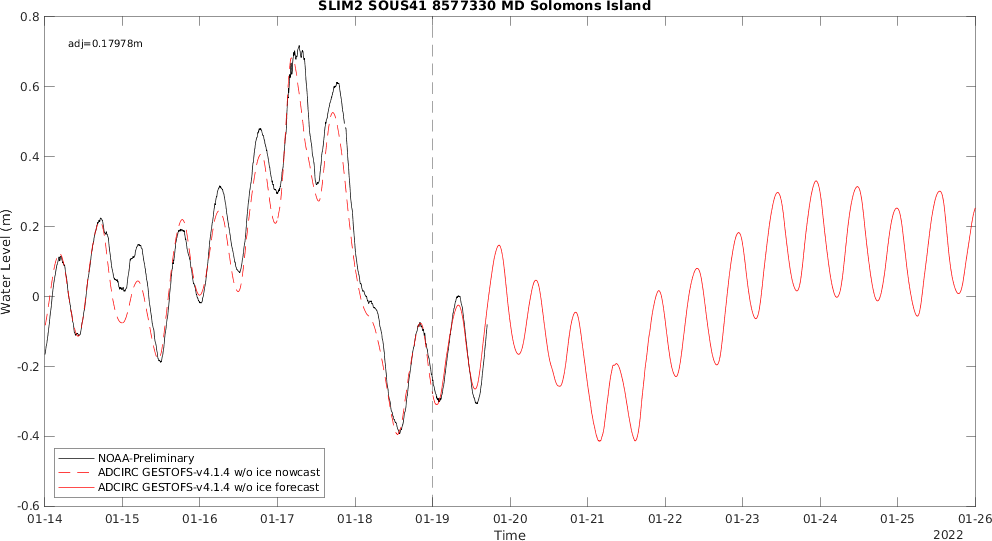 SLIM2 SOUS41 8577330 MD Solomons Island
adj=0.17978m
Water Level (m)
0.8
0.6
0.4
0.2
0
-0.2
-0.4
-0.6
NOAA-Preliminary
ADCIRC GESTOFS-v4.1.4 w/o ice nowcast
ADCIRC GESTOFS-v4.1.4 w/o ice forecast
01-14 01-15 01-16 01-17 01-18 01-19 01-20 01-21 01-22 01-23 01-24 01-25 01-26
Time
2022